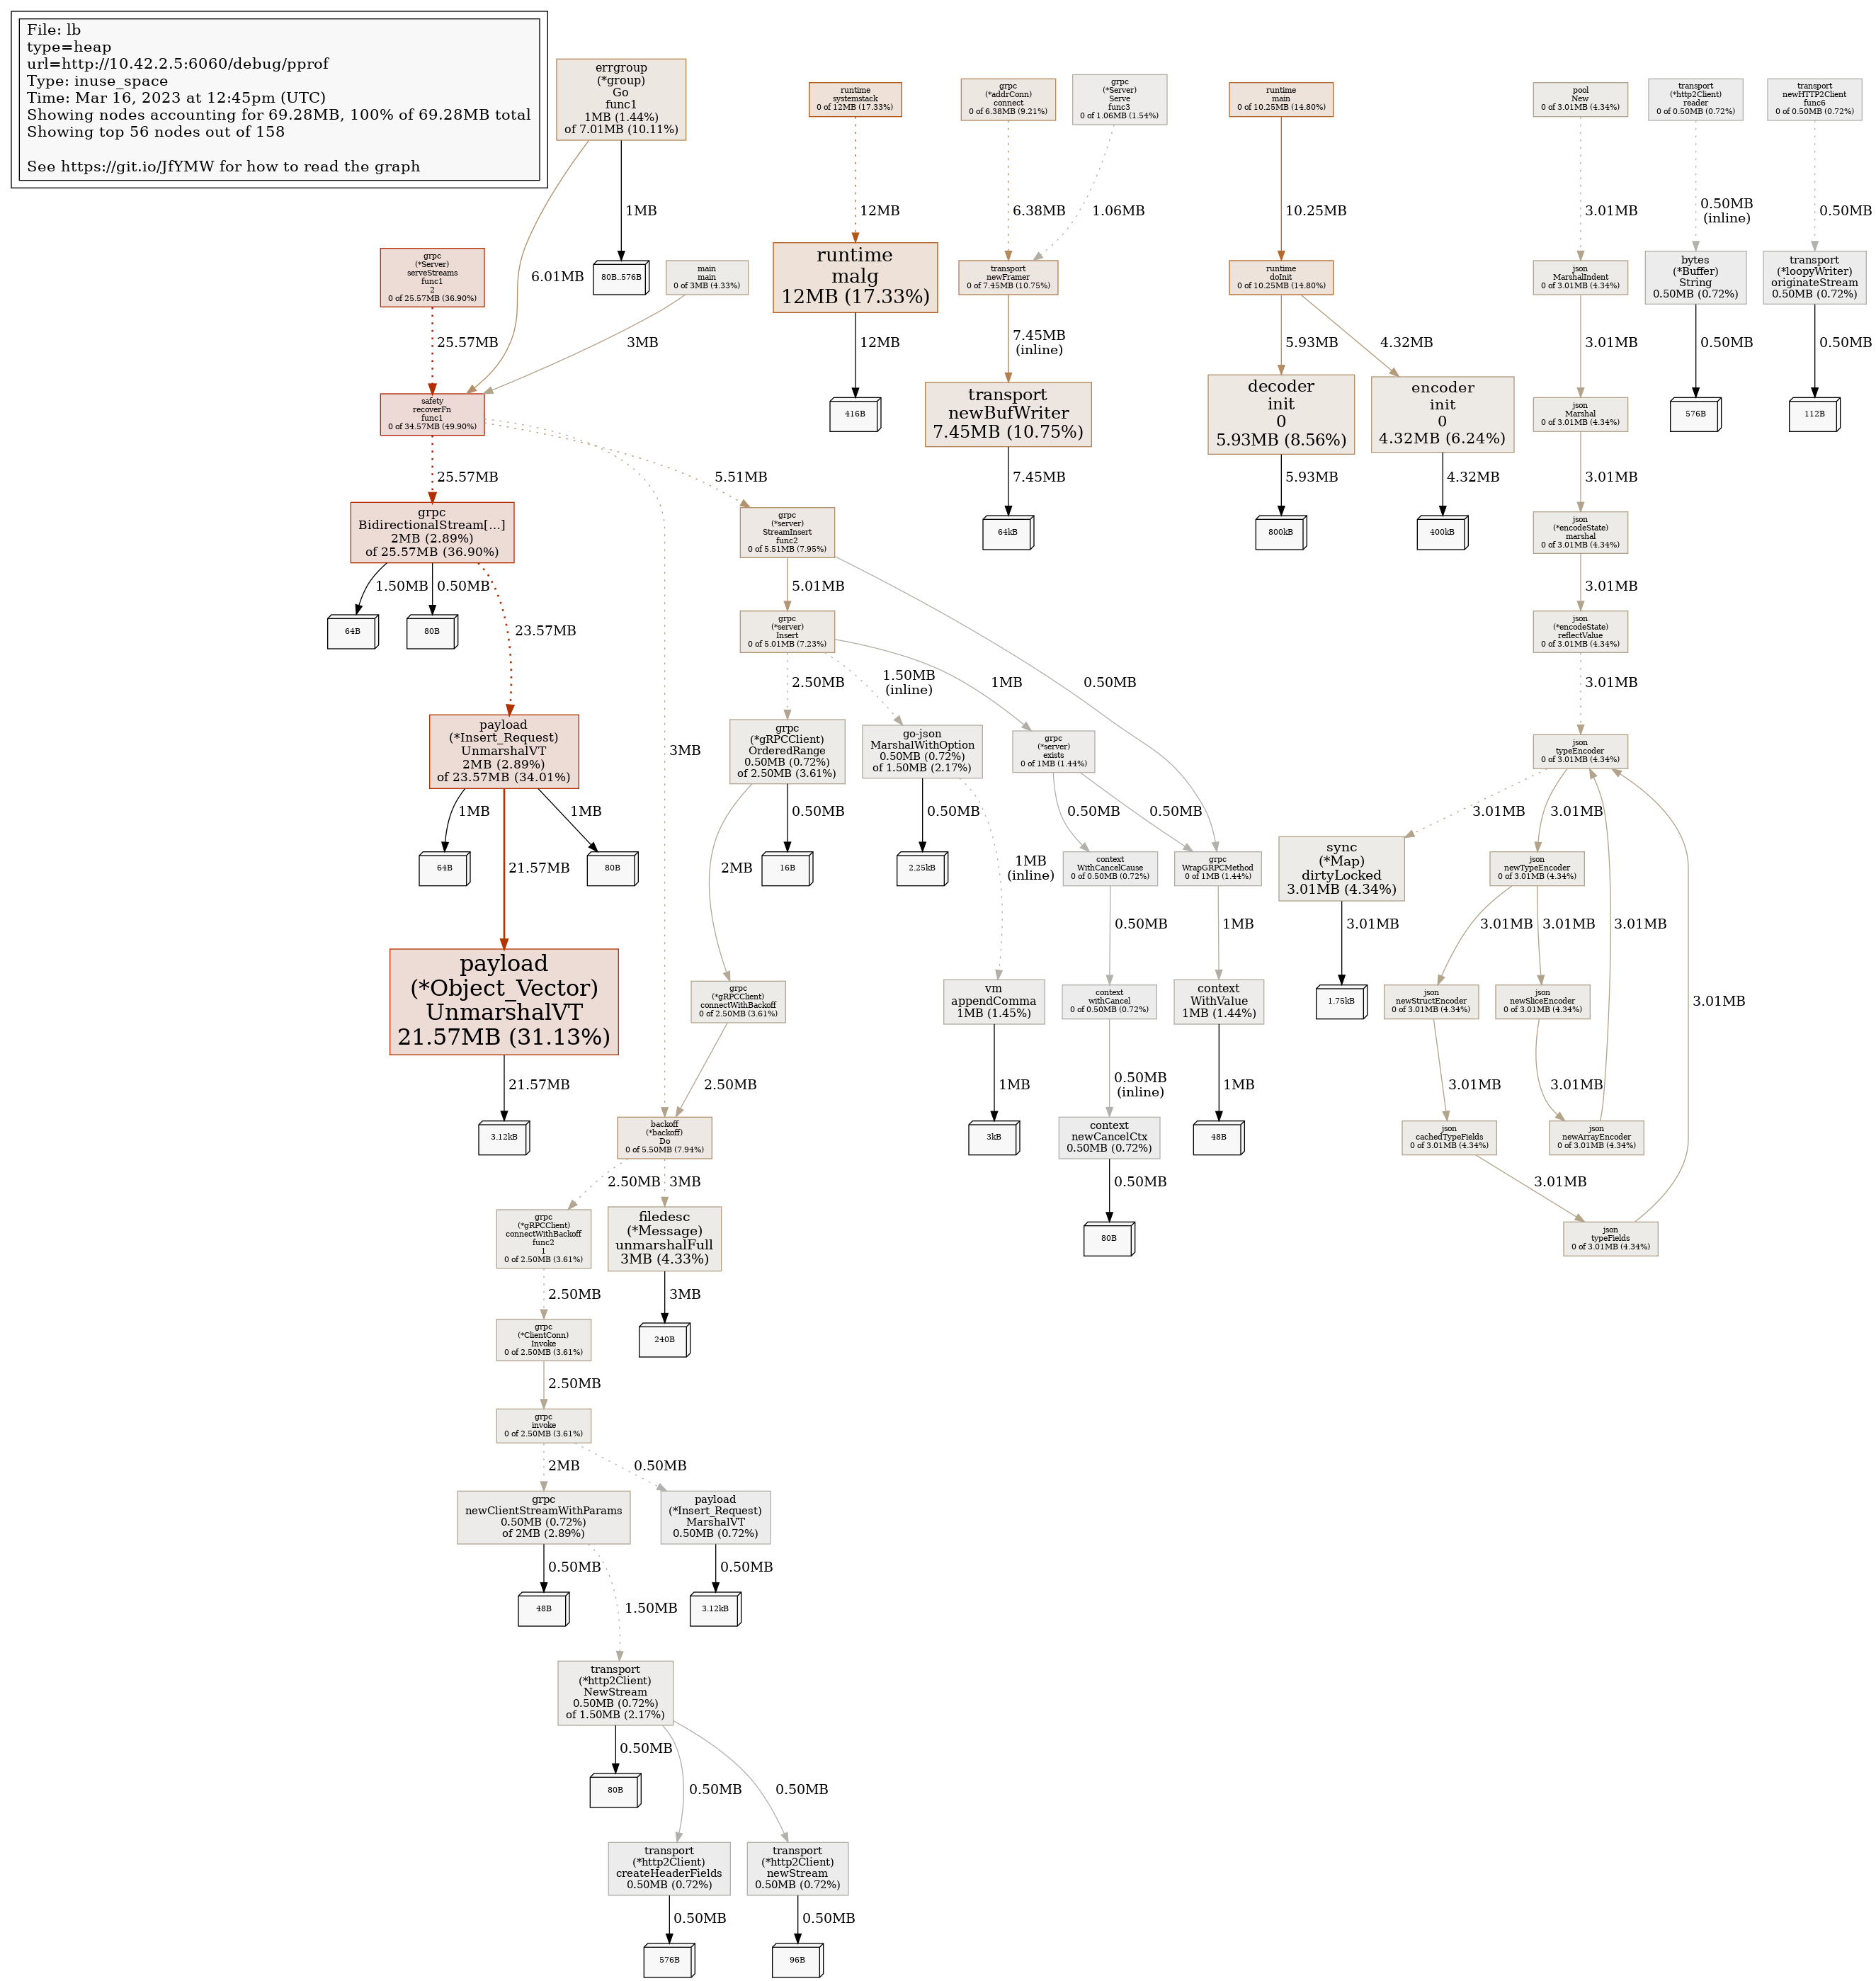 File: lb
type=heap
url=http://10.42.2.5:6060/debug/pprof
Type: inuse_space
Time: Mar 16, 2023 at 12:45pm (UTC)
Showing nodes accounting for 69.28MB, 100% of 69.28MB total
Showing top 56 nodes out of 158
See https://git.io/JfYMW for how to read the graph
errgroup
(*group)
Go
func1
1MB (1.44%)
of 7.01MB (10.11%)
runtime
systemstack
0 of 12MB (17.33%)
grpc
(*addrConn)
connect
0 of 6.38MB (9.21%)
grpc
(*Server)
Serve
func3
0 of 1.06MB (1.54%)
runtime
main
0 of 10.25MB (14.80%)
pool
New
0 of 3.01MB (4.34%)
transport
(*http2Client)
reader
0 of 0.50MB (0.72%)
transport
newHTTP2Client
func6
0 of 0.50MB (0.72%)
6.01MB
1MB
12MB
6.38MB
1.06MB
10.25MB
3.01MB
0.50MB
(inline)
0.50MB
grpc
(*Server)
serveStreams
func1
2
0 of 25.57MB (36.90%)
80B..576B
main
main
0 of 3MB (4.33%)
runtime
malg
12MB (17.33%)
transport
newFramer
0 of 7.45MB (10.75%)
runtime
doInit
0 of 10.25MB (14.80%)
json
MarshalIndent
0 of 3.01MB (4.34%)
bytes
(*Buffer)
String
0.50MB (0.72%)
transport
(*loopyWriter)
originateStream
0.50MB (0.72%)
25.57MB
3MB
12MB
7.45MB
(inline)
5.93MB
4.32MB
3.01MB
0.50MB
0.50MB
safety
recoverFn
func1
0 of 34.57MB (49.90%)
416B
transport
newBufWriter
7.45MB (10.75%)
decoder
init
0
5.93MB (8.56%)
encoder
init
0
4.32MB (6.24%)
json
Marshal
0 of 3.01MB (4.34%)
576B
112B
25.57MB
5.51MB
7.45MB
5.93MB
4.32MB
3.01MB
grpc
BidirectionalStream[...]
2MB (2.89%)
of 25.57MB (36.90%)
grpc
(*server)
StreamInsert
func2
0 of 5.51MB (7.95%)
64kB
800kB
400kB
json
(*encodeState)
marshal
0 of 3.01MB (4.34%)
1.50MB
0.50MB
23.57MB
5.01MB
3.01MB
64B
80B
grpc
(*server)
Insert
0 of 5.01MB (7.23%)
json
(*encodeState)
reflectValue
0 of 3.01MB (4.34%)
2.50MB
1.50MB
(inline)
1MB
0.50MB
3.01MB
payload
(*Insert_Request)
UnmarshalVT
2MB (2.89%)
of 23.57MB (34.01%)
3MB
grpc
(*gRPCClient)
OrderedRange
0.50MB (0.72%)
of 2.50MB (3.61%)
go-json
MarshalWithOption
0.50MB (0.72%)
of 1.50MB (2.17%)
grpc
(*server)
exists
0 of 1MB (1.44%)
json
typeEncoder
0 of 3.01MB (4.34%)
1MB
21.57MB
1MB
2MB
0.50MB
0.50MB
1MB
(inline)
0.50MB
0.50MB
3.01MB
3.01MB
64B
80B
16B
2.25kB
context
WithCancelCause
0 of 0.50MB (0.72%)
grpc
WrapGRPCMethod
0 of 1MB (1.44%)
sync
(*Map)
dirtyLocked
3.01MB (4.34%)
json
newTypeEncoder
0 of 3.01MB (4.34%)
0.50MB
1MB
3.01MB
3.01MB
3.01MB
3.01MB
payload
(*Object_Vector)
UnmarshalVT
21.57MB (31.13%)
grpc
(*gRPCClient)
connectWithBackoff
0 of 2.50MB (3.61%)
vm
appendComma
1MB (1.45%)
context
withCancel
0 of 0.50MB (0.72%)
context
WithValue
1MB (1.44%)
1.75kB
json
newStructEncoder
0 of 3.01MB (4.34%)
json
newSliceEncoder
0 of 3.01MB (4.34%)
3.01MB
21.57MB
2.50MB
1MB
0.50MB
(inline)
1MB
3.01MB
3.01MB
3.12kB
backoff
(*backoff)
Do
0 of 5.50MB (7.94%)
3kB
context
newCancelCtx
0.50MB (0.72%)
48B
json
cachedTypeFields
0 of 3.01MB (4.34%)
json
newArrayEncoder
0 of 3.01MB (4.34%)
2.50MB
3MB
0.50MB
3.01MB
grpc
(*gRPCClient)
connectWithBackoff
func2
1
0 of 2.50MB (3.61%)
filedesc
(*Message)
unmarshalFull
3MB (4.33%)
80B
json
typeFields
0 of 3.01MB (4.34%)
2.50MB
3MB
grpc
(*ClientConn)
Invoke
0 of 2.50MB (3.61%)
240B
2.50MB
grpc
invoke
0 of 2.50MB (3.61%)
2MB
0.50MB
grpc
newClientStreamWithParams
0.50MB (0.72%)
of 2MB (2.89%)
payload
(*Insert_Request)
MarshalVT
0.50MB (0.72%)
0.50MB
1.50MB
0.50MB
48B
3.12kB
transport
(*http2Client)
NewStream
0.50MB (0.72%)
of 1.50MB (2.17%)
0.50MB
0.50MB
0.50MB
80B
transport
(*http2Client)
createHeaderFields
0.50MB (0.72%)
transport
(*http2Client)
newStream
0.50MB (0.72%)
0.50MB
0.50MB
576B
96B